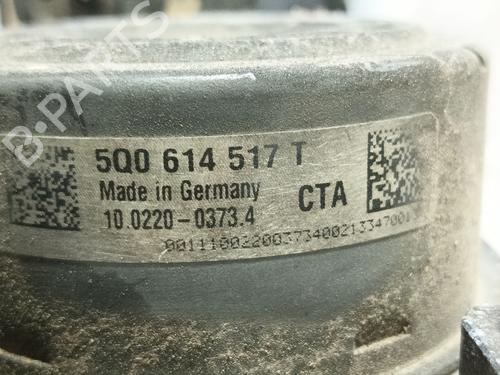 B-PARTS
5Q0 614 517 T
Made in Germany
10.0220-0373.4 CTA